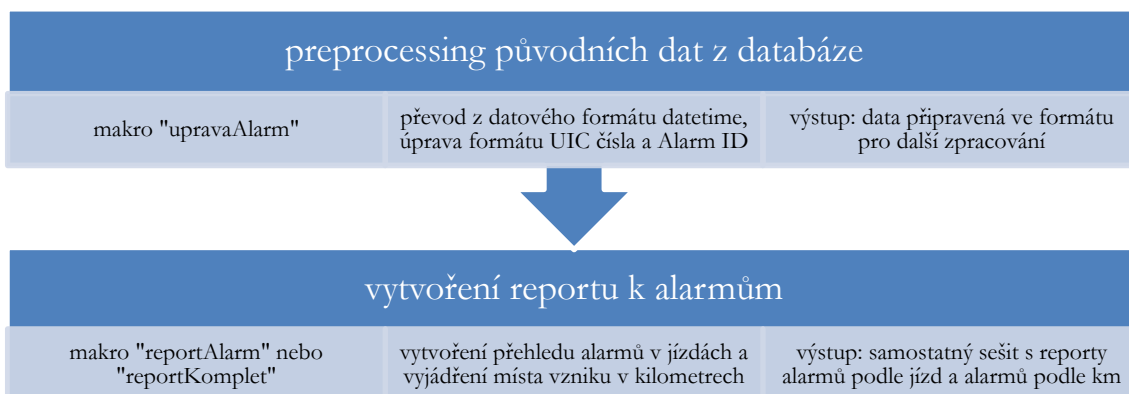 preprocessing původních dat z databáze
makro "upravaAlarm"
převod z datového formátu datetime,
úprava formátu UIC čísla a Alarm ID
výstup: data připravená ve formátu
pro další zpracování
vytvoření reportu k alarmům
makro "reportAlarm" nebo
"reportKomplet"
vytvoření přehledu alarmů v jízdách a
vyjádření místa vzniku v kilometrech
výstup: samostatný sešit s reporty
alarmů podle jízd a alarmů podle km